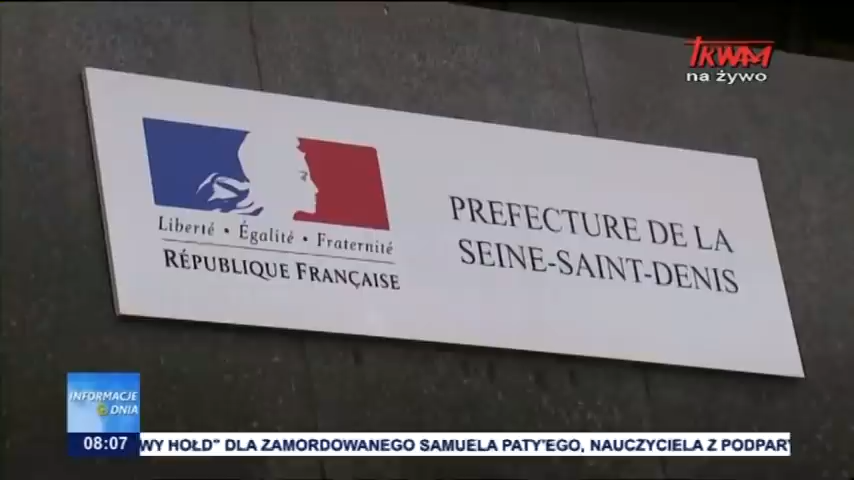 TRWAM
na żywo
Liberté • Égalité • Fraternité
RÉPUBLIQUE FRANÇAISE
PREFECTURE DE LA
SEINE-SAINT-DENIS
INFORMACJE
DNIA
08:07
WY HOŁD" DLA ZAMORDOWANEGO SAMUELA PATY'EGO, NAUCZYCIELA Z PODPARY